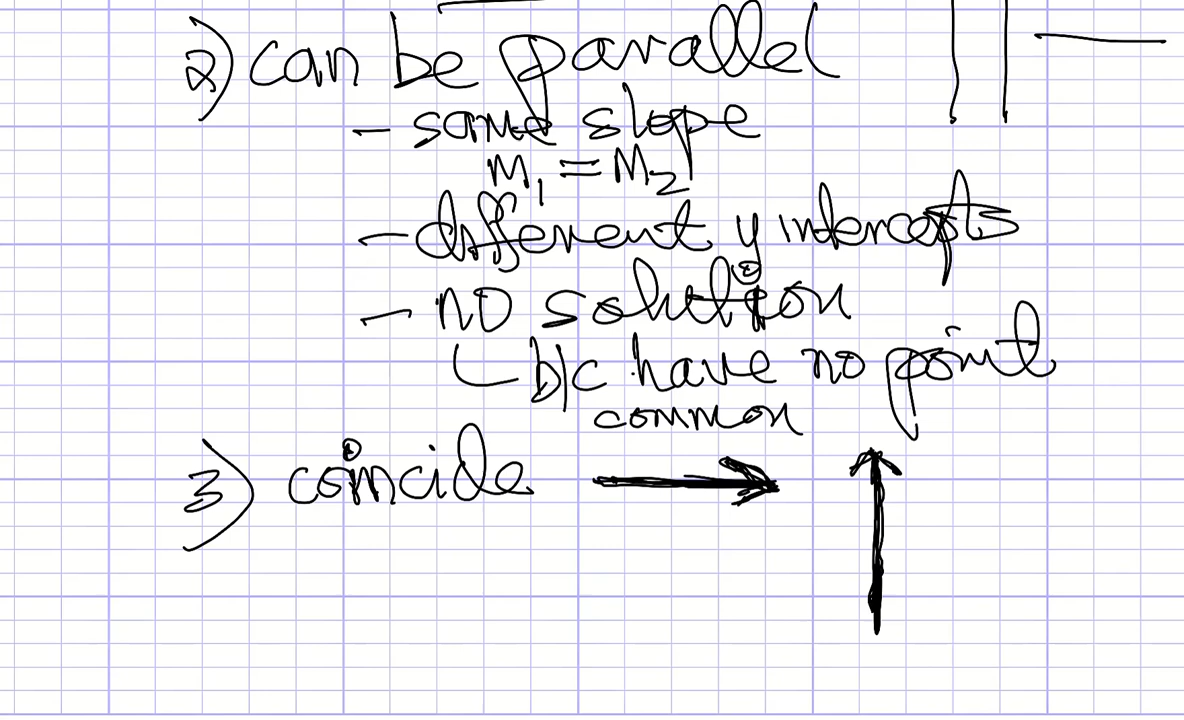 2) can be parallel
- same slope
M₁ = M₂
- different y intercepts
- no solution
b/c have no point
common
3) coincide